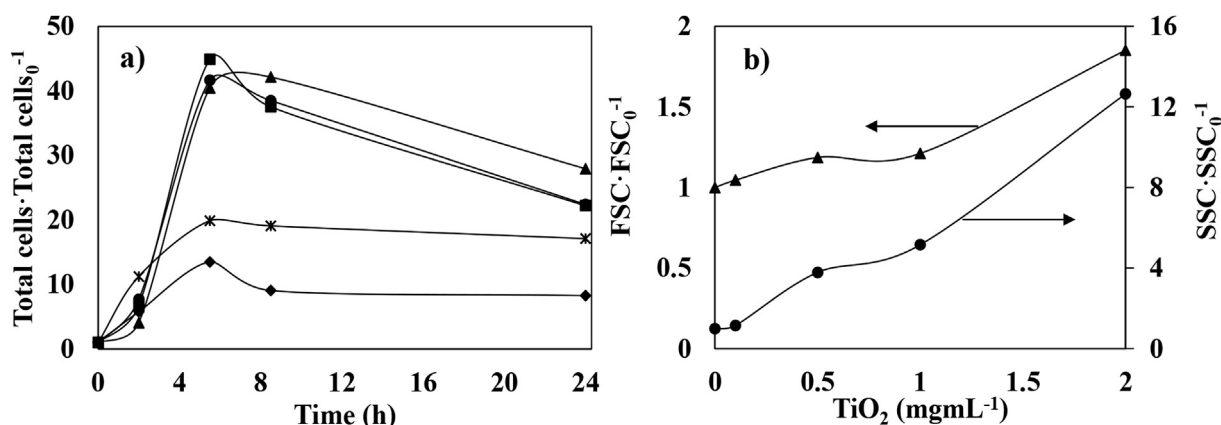 a)
Total cells·Total cells₀⁻¹
50
40
30
20
10
0
0 4 8 12 16 20 24
Time (h)
b)
FSC·FSC₀⁻¹
2
1.5
1
0.5
0
SSC·SSC₀⁻¹
16
12
8
4
0
0 0.5 1 1.5 2
TiO₂ (mgmL⁻¹)